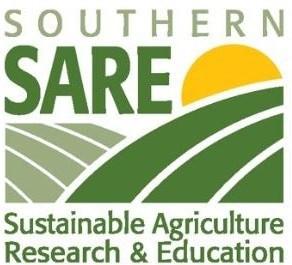 SOUTHERN
SARE
Sustainable Agriculture
Research & Education